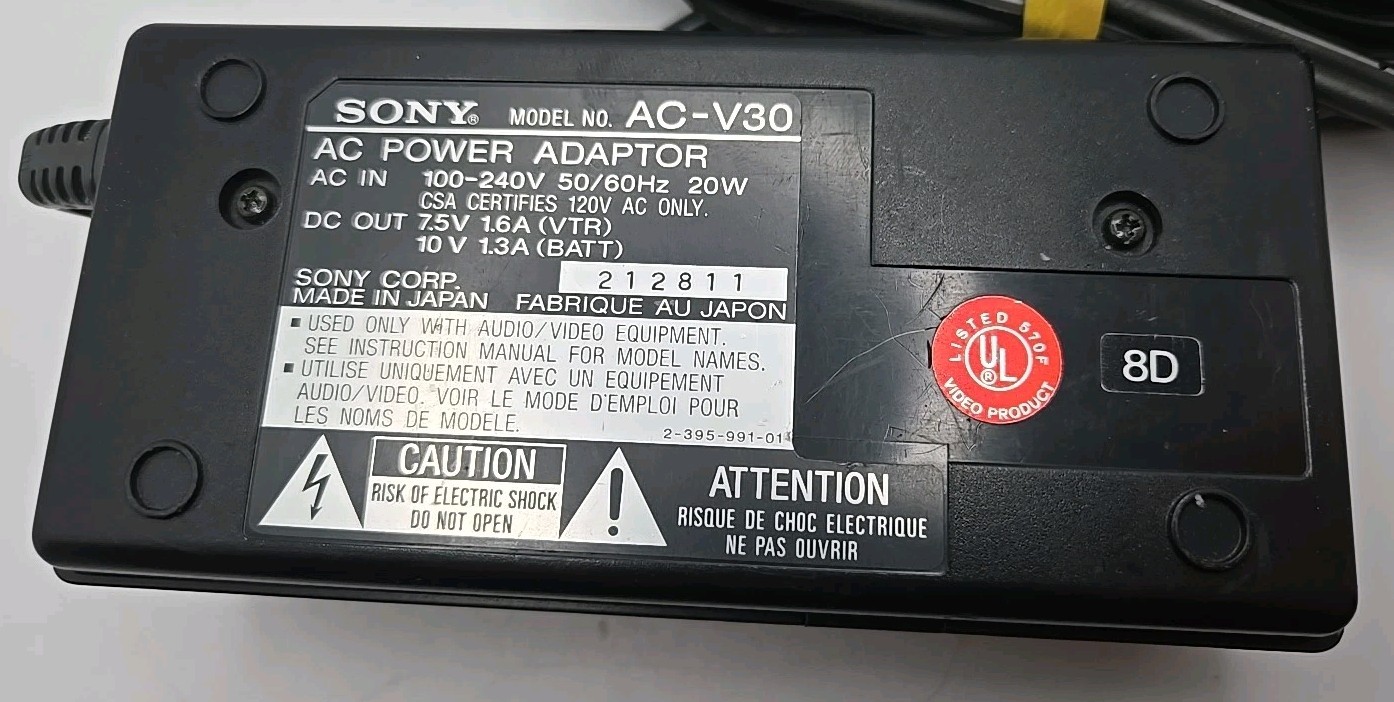 SONY® MODEL NO. AC-V30
AC POWER ADAPTOR
AC IN 100-240V 50/60Hz 20W
CSA CERTIFIES 120V AC ONLY.
DC OUT 7.5V 1.6A (VTR)
10 V 1.3A (BATT)
SONY CORP. 212811
MADE IN JAPAN FABRIQUE AU JAPON
▪ USED ONLY WITH AUDIO/VIDEO EQUIPMENT.
SEE INSTRUCTION MANUAL FOR MODEL NAMES.
▪ UTILISE UNIQUEMENT AVEC UN EQUIPEMENT
AUDIO/VIDEO. VOIR LE MODE D'EMPLOI POUR
LES NOMS DE MODELE.
2-395-991-01
CAUTION
RISK OF ELECTRIC SHOCK
DO NOT OPEN
ATTENTION
RISQUE DE CHOC ELECTRIQUE
NE PAS OUVRIR
LISTED 570F
UL®
VIDEO PRODUCT
8D